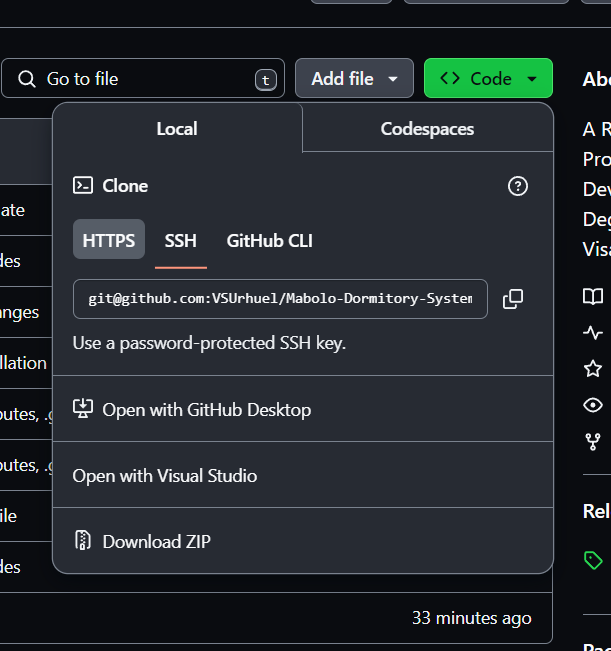 Go to file
t
Add file
Code
Abo
Local
Codespaces
Clone
HTTPS
SSH
GitHub CLI
git@github.com:VSUrhuel/Mabolo-Dormitory-System
Use a password-protected SSH key.
Open with GitHub Desktop
Open with Visual Studio
Download ZIP
ate
des
anges
llation
butes, .g
butes, .g
ile
des
33 minutes ago
A R
Pro
Dev
Deg
Visa
Rel